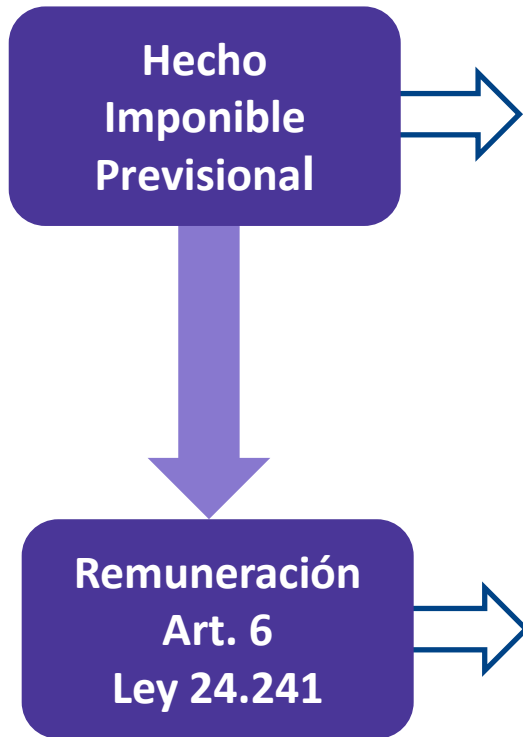 Hecho
Imponible
Previsional
Remuneración
Art. 6
Ley 24.241